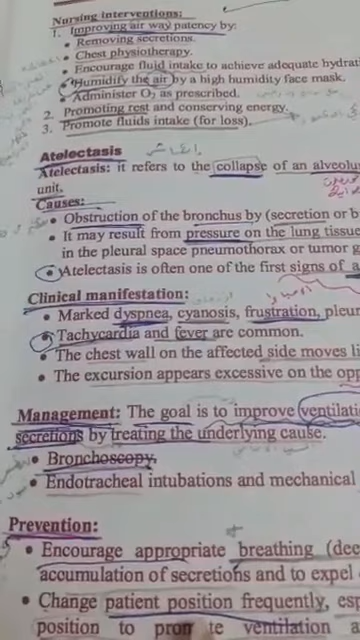 Nursing interventions:
1. Improving air way patency by:
• Removing secretions.
• Chest physiotherapy.
• Encourage fluid intake to achieve adequate hydrati
• Humidify the air by a high humidity face mask.
• Administer O₂ as prescribed.
2. Promoting rest and conserving energy.
3. Promote fluids intake (for loss).
Atelectasis
Atelectasis: it refers to the collapse of an alveolu
unit.
Causes:
• Obstruction of the bronchus by (secretion or b
• It may result from pressure on the lung tissue
in the pleural space pneumothorax or tumor g
• Atelectasis is often one of the first signs of a
Clinical manifestation:
• Marked dyspnea, cyanosis, frustration, pleur
• Tachycardia and fever are common.
• The chest wall on the affected side moves li
• The excursion appears excessive on the opp
Management: The goal is to improve ventilati
secretions by treating the underlying cause.
• Bronchoscopy.
• Endotracheal intubations and mechanical
Prevention:
• Encourage appropriate breathing (dee
accumulation of secretions and to expel
• Change patient position frequently, esp
position to promote ventilation a